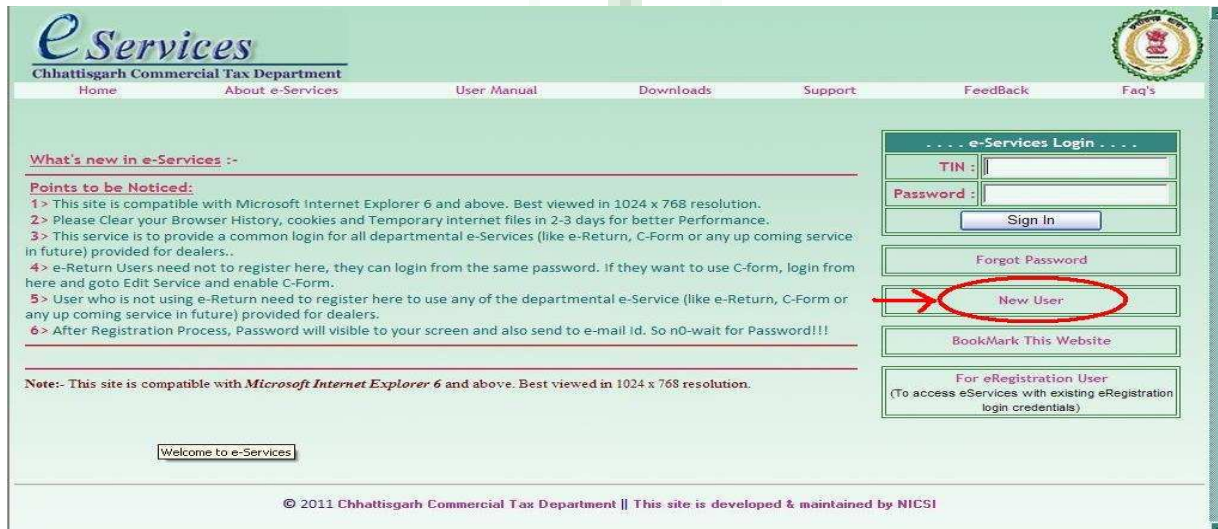 e Services
Chhattisgarh Commercial Tax Department
Home About e-Services User Manual Downloads Support FeedBack Faq's
What's new in e-Services :-
Points to be Noticed:
1> This site is compatible with Microsoft Internet Explorer 6 and above. Best viewed in 1024 x 768 resolution.
2> Please Clear your Browser History, cookies and Temporary internet files in 2-3 days for better Performance.
3> This service is to provide a common login for all departmental e-Services (like e-Return, C-Form or any up coming service
in future) provided for dealers..
4> e-Return Users need not to register here, they can login from the same password. If they want to use C-form, login from
here and goto Edit Service and enable C-Form.
5> User who is not using e-Return need to register here to use any of the departmental e-Service (like e-Return, C-Form or
any up coming service in future) provided for dealers.
6> After Registration Process, Password will visible to your screen and also send to e-mail Id. So n0-wait for Password!!!
Note:- This site is compatible with Microsoft Internet Explorer 6 and above. Best viewed in 1024 x 768 resolution.
Welcome to e-Services
. . . . e-Services Login . . . .
TIN :
Password :
Sign In
Forgot Password
New User
BookMark This Website
For eRegistration User
(To access eServices with existing eRegistration
login credentials)
© 2011 Chhattisgarh Commercial Tax Department || This site is developed & maintained by NICSI